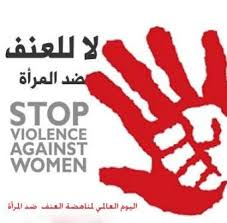 لا للعنف
ضد المرأة
STOP
VIOLENCE
AGAINST
WOMEN
اليوم العالمي لمناهضة العنف ضد المرأة